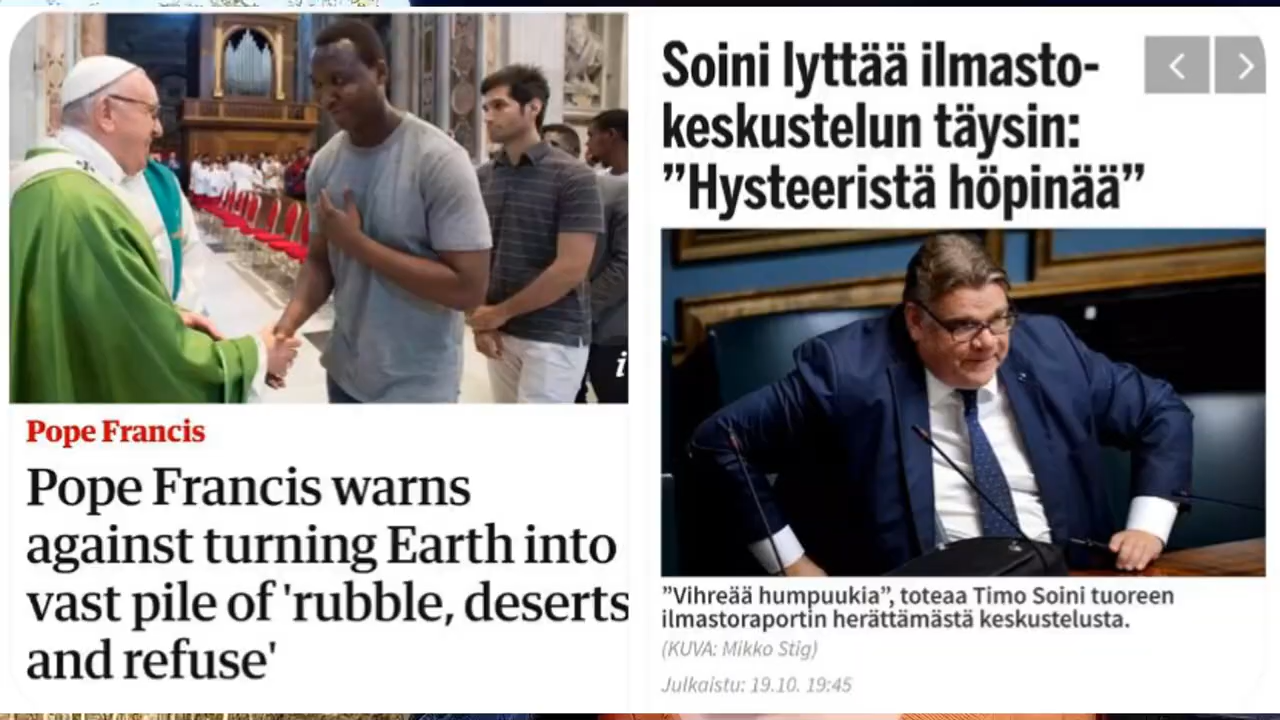 Pope Francis
Pope Francis warns
against turning Earth into
vast pile of 'rubble, deserts
and refuse'
Soini lyttää ilmasto-
keskustelun täysin:
”Hysteeristä höpinää”
”Vihreää humpuukia”, toteaa Timo Soini tuoreen
ilmastoraportin herättämästä keskustelusta.
(KUVA: Mikko Stig)
Julkaistu: 19.10. 19:45